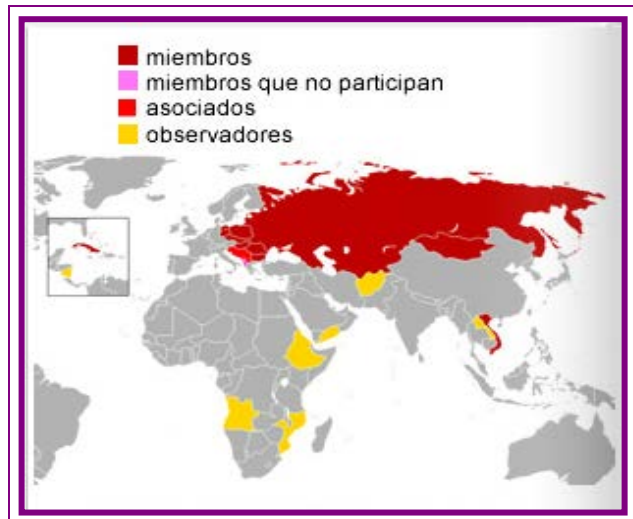 miembros
miembros que no participan
asociados
observadores